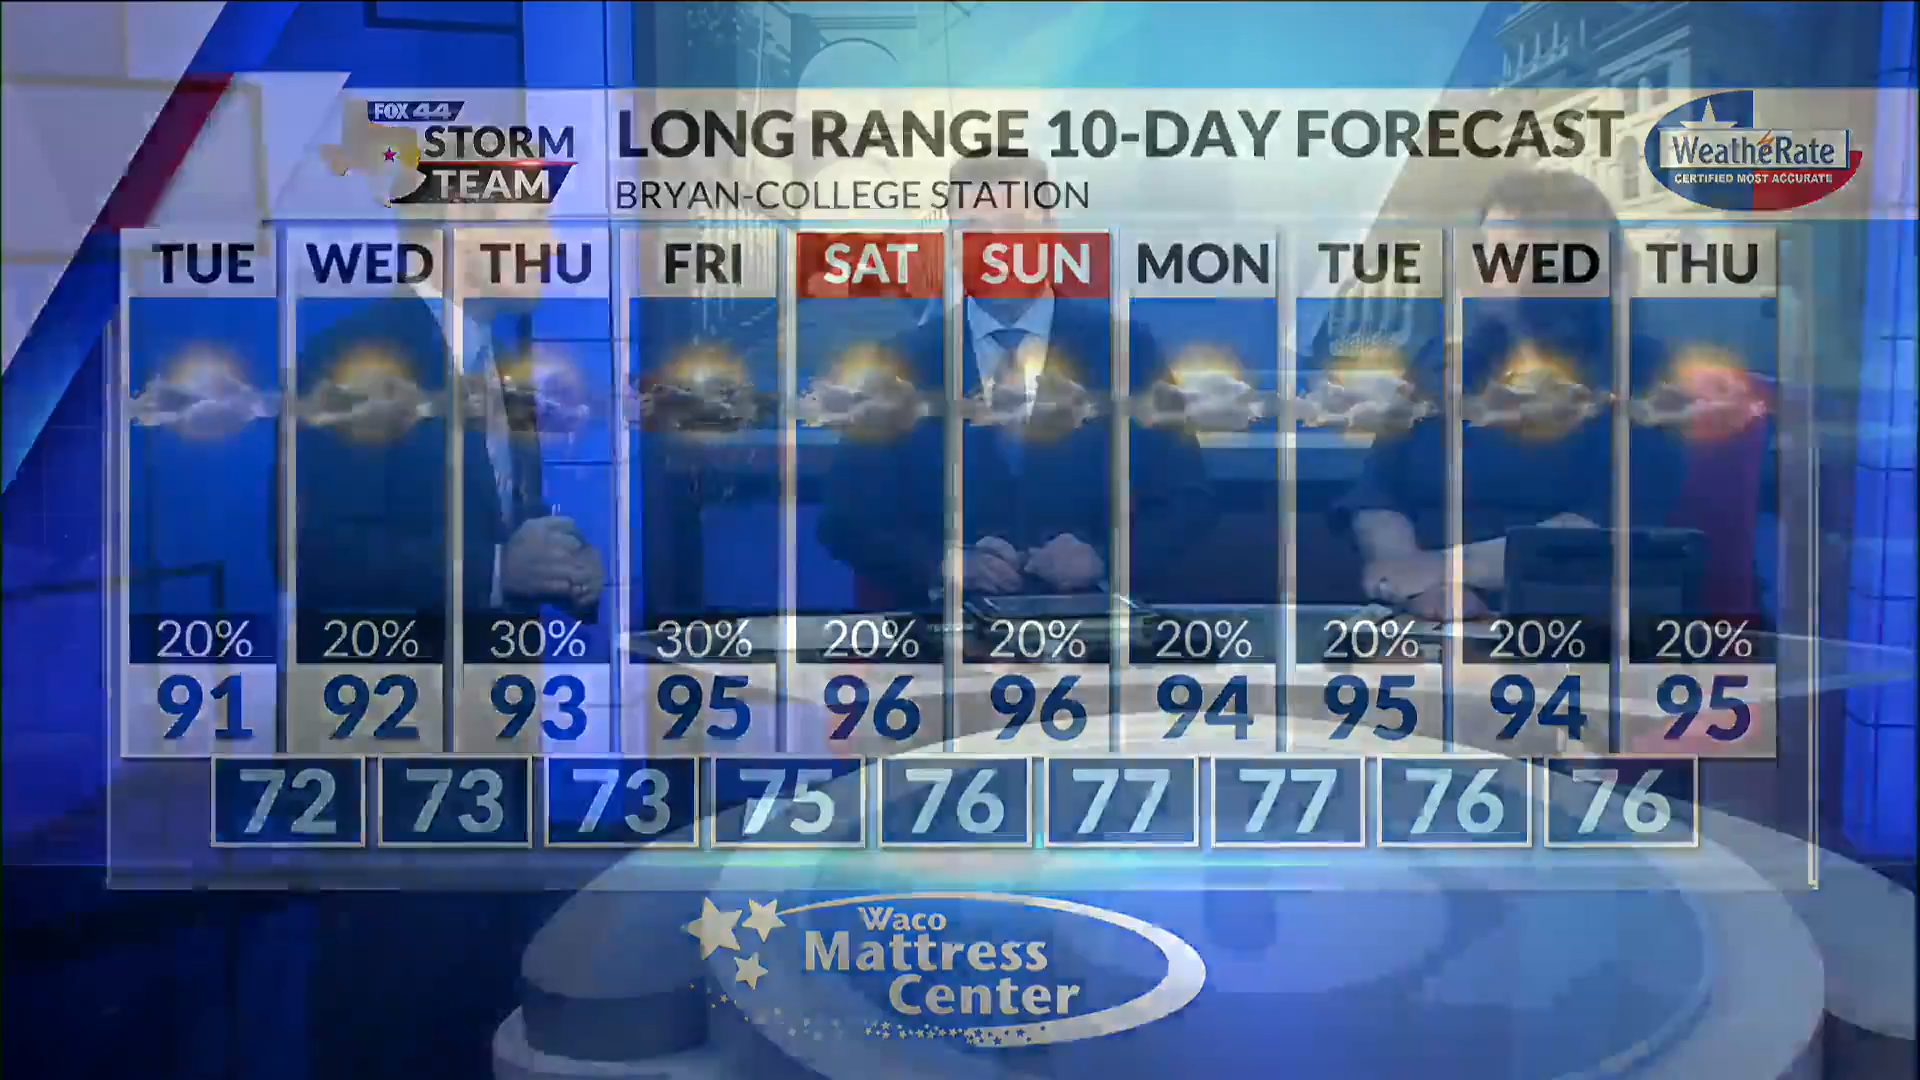 FOX 44
STORM
TEAM
LONG RANGE 10-DAY FORECAST
BRYAN-COLLEGE STATION
WeatheRate
CERTIFIED MOST ACCURATE
TUE WED THU FRI SAT SUN MON TUE WED THU
20% 20% 30% 30% 20% 20% 20% 20% 20% 20%
91 92 93 95 96 96 94 95 94 95
72 73 73 75 76 77 77 76 76
Waco
Mattress
Center